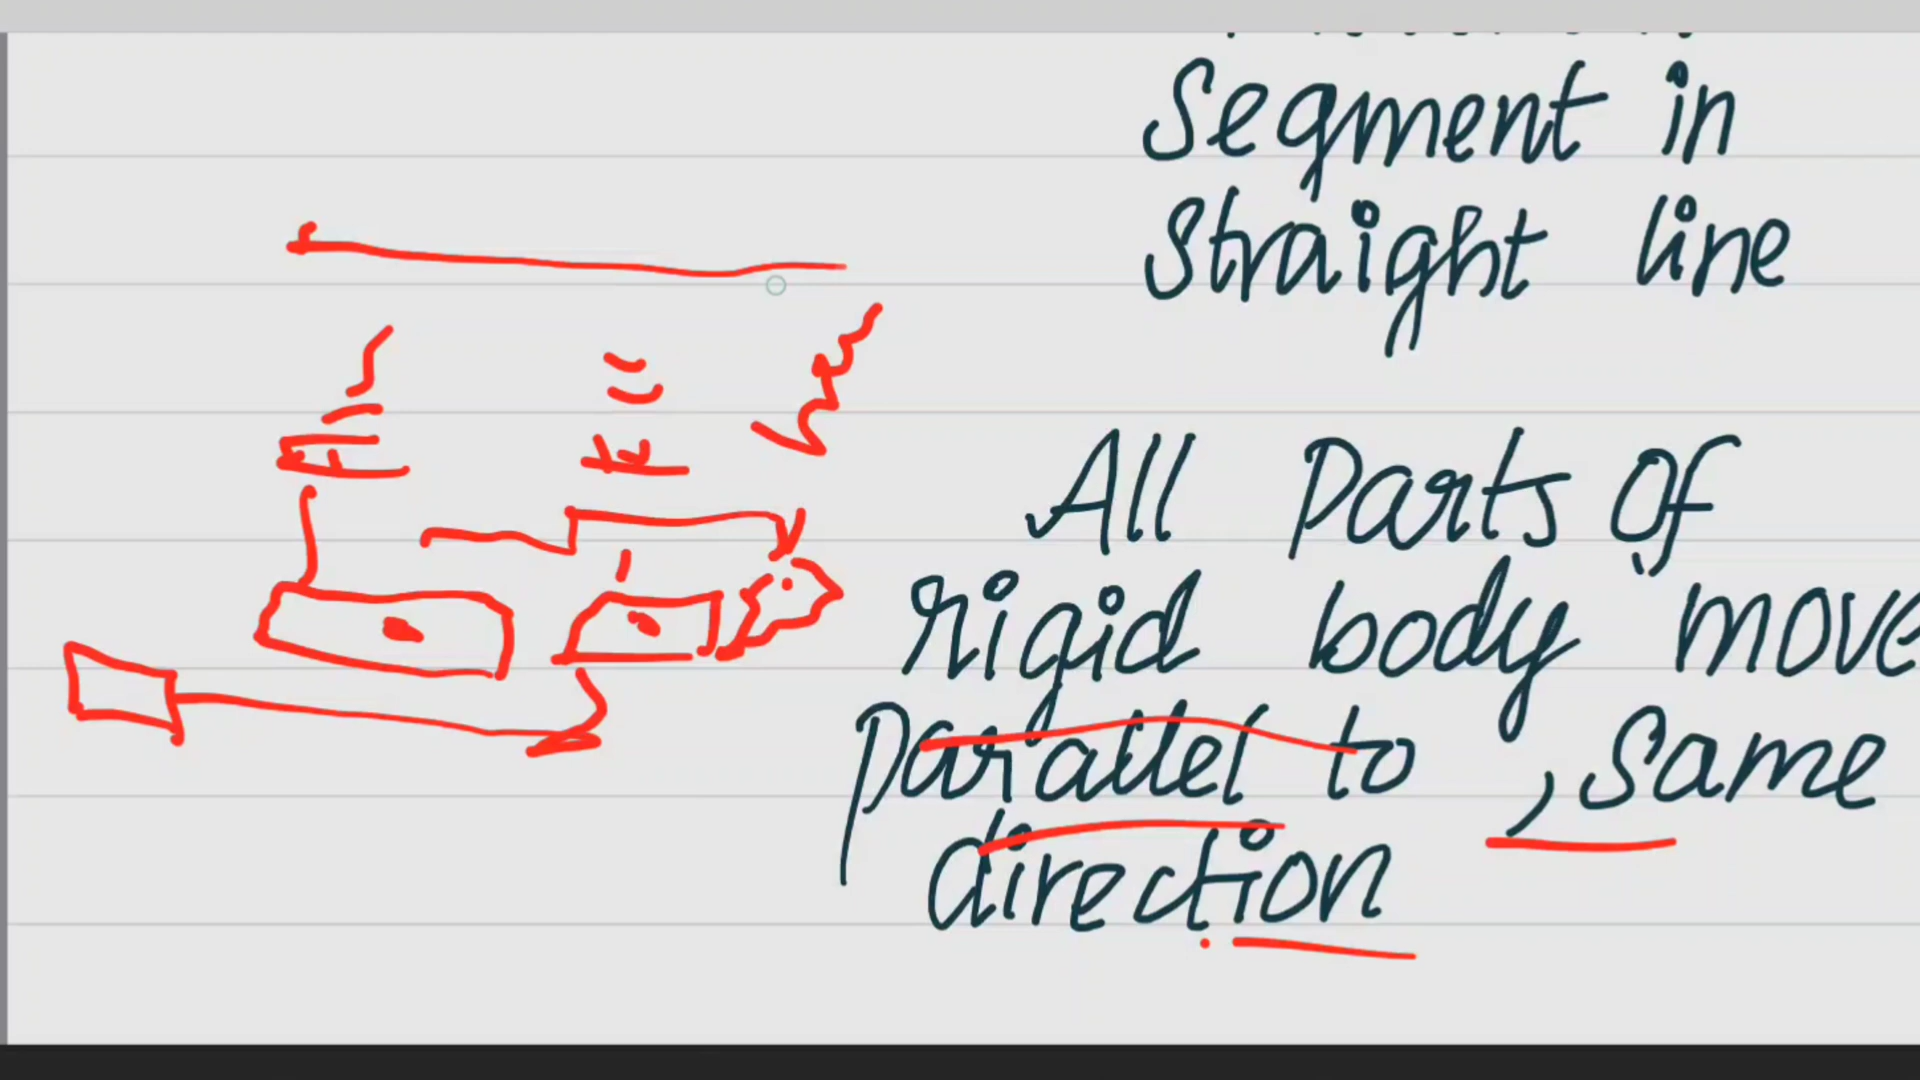 Segment in
Straight line
All Parts Of
rigid body move
parallel to , Same
direction